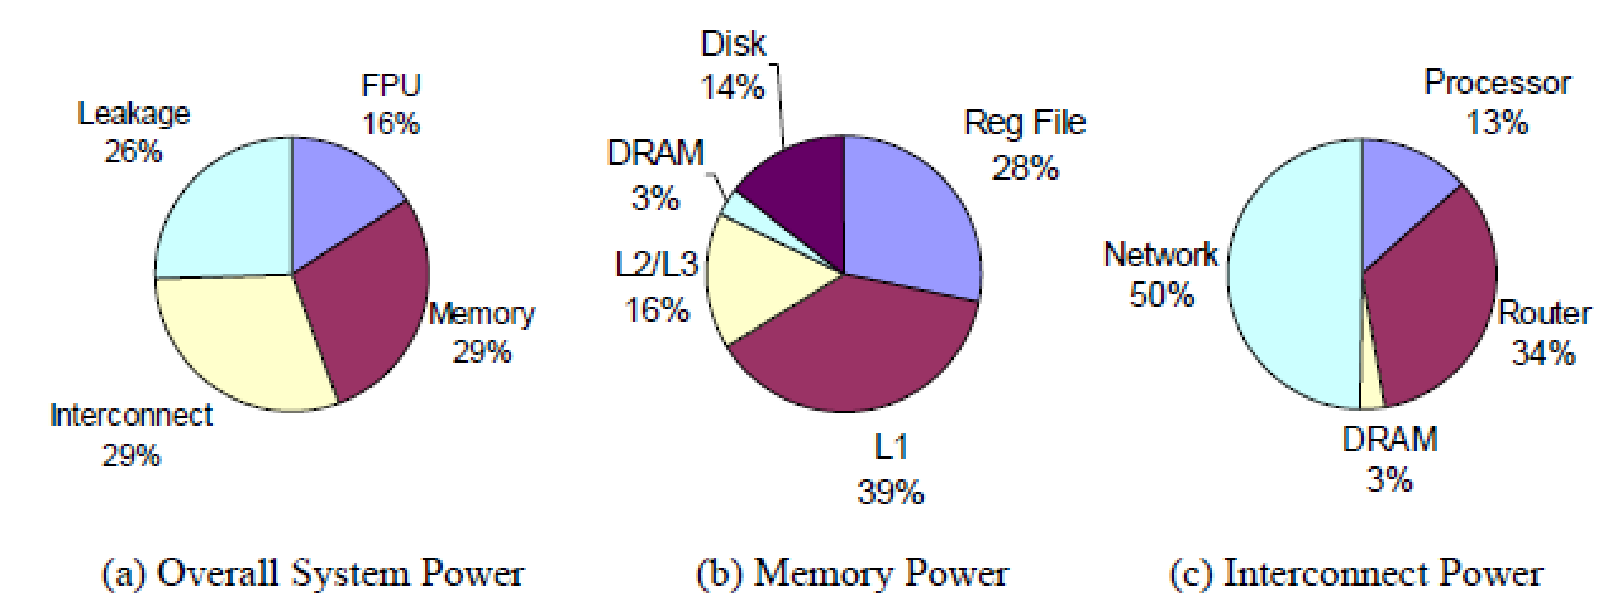 FPU
16%
Leakage
26%
Memory
29%
Interconnect
29%
(a) Overall System Power
Disk
14%
Reg File
28%
DRAM
3%
L2/L3
16%
L1
39%
(b) Memory Power
Processor
13%
Network
50%
Router
34%
DRAM
3%
(c) Interconnect Power